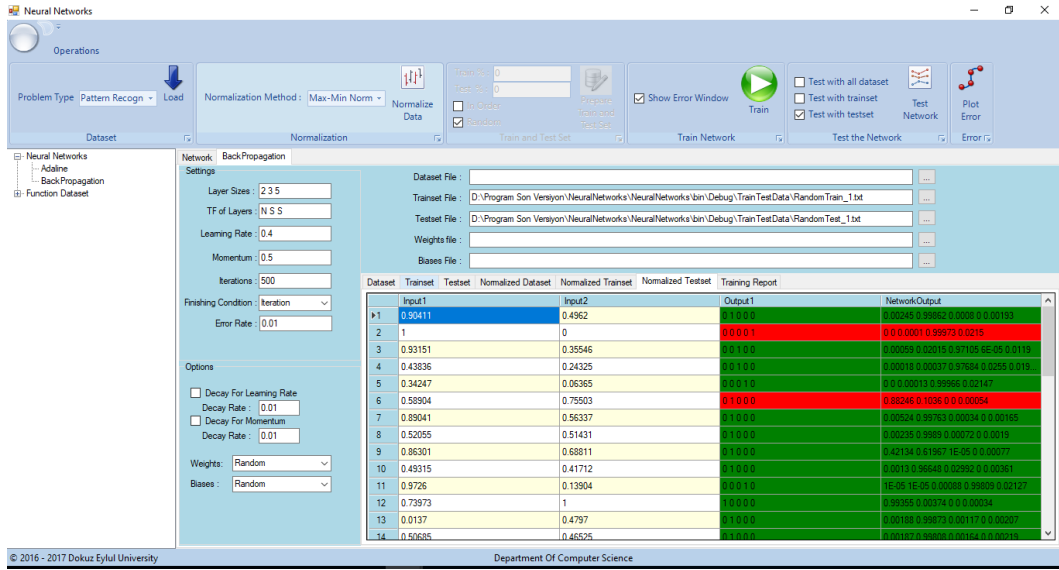 Neural Networks
Operations
Problem Type Pattern Recogn Load
Normalization Method : Max-Min Norm Normalize Data
0
0
Random
Show Error Window Train
Test with all dataset
Test with trainset
Test with testset
Test Network
Plot Error
Dataset Normalization Train and Test Set Train Network Test the Network Error
Neural Networks
Adaline
BackPropagation
Function Dataset
Network BackPropagation
Settings
Layer Sizes : 2 3 5
TF of Layers : N S S
Learning Rate : 0.4
Momentum : 0.5
Iterations : 500
Finishing Condition : Iteration
Error Rate : 0.01
Options
Decay For Learning Rate
Decay Rate : 0.01
Decay For Momentum
Decay Rate : 0.01
Weights: Random
Biases : Random
Dataset File : ...
Trainset File : D:\Program Son Versiyon\NeuralNetworks\NeuralNetworks\bin\Debug\TrainTestData\RandomTrain_1.txt ...
Testset File : D:\Program Son Versiyon\NeuralNetworks\NeuralNetworks\bin\Debug\TrainTestData\RandomTest_1.txt ...
Weights file : ...
Biases File : ...
Dataset Trainset Testset Normalized Dataset Normalized Trainset Normalized Testset Training Report
Input1 Input2 Output1 NetworkOutput
1 0.90411 0.4962 0 1 0 0 0 0.00245 0.99862 0.0008 0 0.00193
2 1 0 0 0 0 0 1 0 0 0.0001 0.99973 0.0215
3 0.93151 0.35546 0 0 1 0 0 0.00059 0.02015 0.97105 6E-05 0.0119
4 0.43836 0.24325 0 0 1 0 0 0.00018 0.00037 0.97684 0.0255 0.019...
5 0.34247 0.06365 0 0 0 1 0 0 0 0.00013 0.99966 0.02147
6 0.58904 0.75503 0 1 0 0 0 0.88246 0.1036 0 0 0.00054
7 0.89041 0.56337 0 1 0 0 0 0.00524 0.99763 0.00034 0 0.00165
8 0.52055 0.51431 0 1 0 0 0 0.00235 0.9989 0.00072 0 0.0019
9 0.86301 0.68811 0 1 0 0 0 0.42134 0.61967 1E-05 0 0.00077
10 0.49315 0.41712 0 1 0 0 0 0.0013 0.96648 0.02992 0 0.00361
11 0.9726 0.13904 0 0 0 1 0 1E-05 1E-05 0.00088 0.99809 0.02127
12 0.73973 1 1 0 0 0 0 0.99355 0.00374 0 0 0.00034
13 0.0137 0.4797 0 1 0 0 0 0.00188 0.99873 0.00117 0 0.00207
14 0.50685 0.46525 0 1 0 0 0 0.00187 0.99808 0.00164 0 0.00219
© 2016 - 2017 Dokuz Eylul University Department Of Computer Science